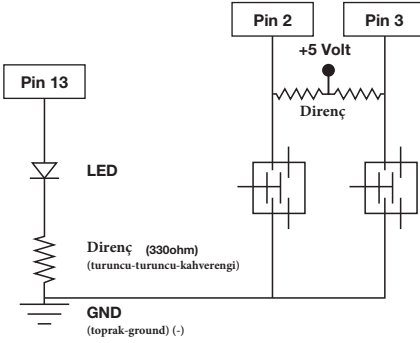 Pin 2
Pin 3
+5 Volt
Pin 13
Direnç
LED
Direnç (330ohm)
(turuncu-turuncu-kahverengi)
GND
(toprak-ground) (-)